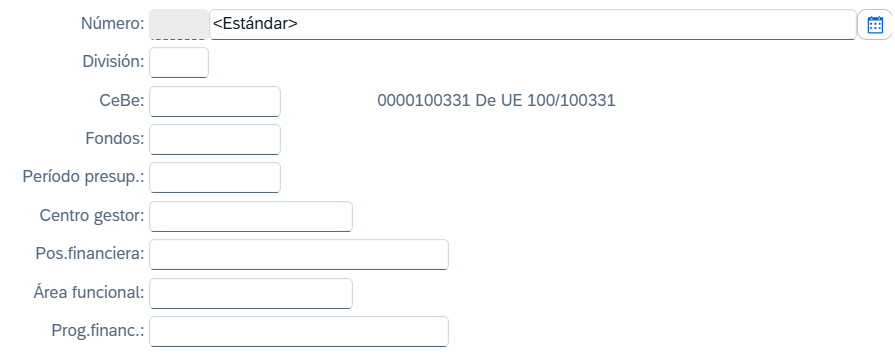 Número: <Estándar>
División:
CeBe: 0000100331 De UE 100/100331
Fondos:
Período presup.:
Centro gestor:
Pos.financiera:
Área funcional:
Prog.financ.: